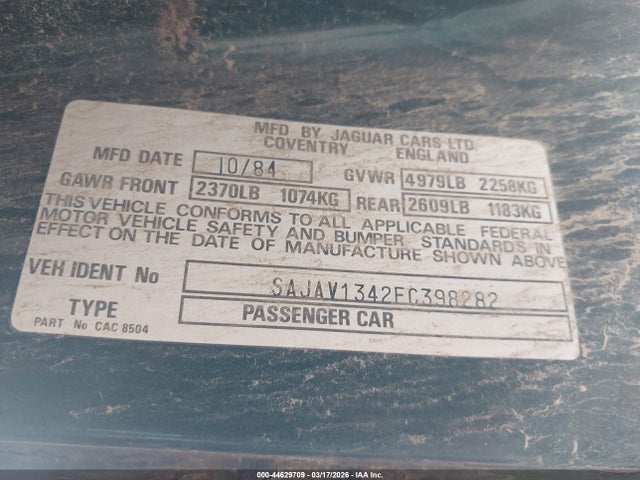 MFD BY JAGUAR CARS LTD.
COVENTRY ENGLAND
MFD DATE 10/84 GVWR 4979LB 2258KG
GAWR FRONT 2370LB 1074KG REAR 2609LB 1183KG
THIS VEHICLE CONFORMS TO ALL APPLICABLE FEDERAL
MOTOR VEHICLE SAFETY AND BUMPER STANDARDS IN
EFFECT ON THE DATE OF MANUFACTURE SHOWN ABOVE
VEH IDENT No SAJAV1342FC398282
TYPE PASSENGER CAR
PART No CAC 8504
000-44629709 - 03/17/2026 - IAA Inc.